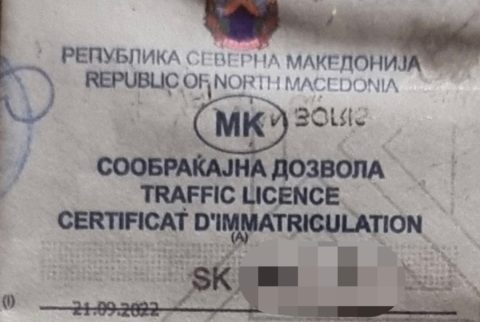 РЕПУБЛИКА СЕВЕРНА МАКЕДОНИЈА
REPUBLIC OF NORTH MACEDONIA
MK
СООБРАЌАЈНА ДОЗВОЛА
TRAFFIC LICENCE
CERTIFICAT D'IMMATRICULATION
(A)
SK
(I) 21.09.2022